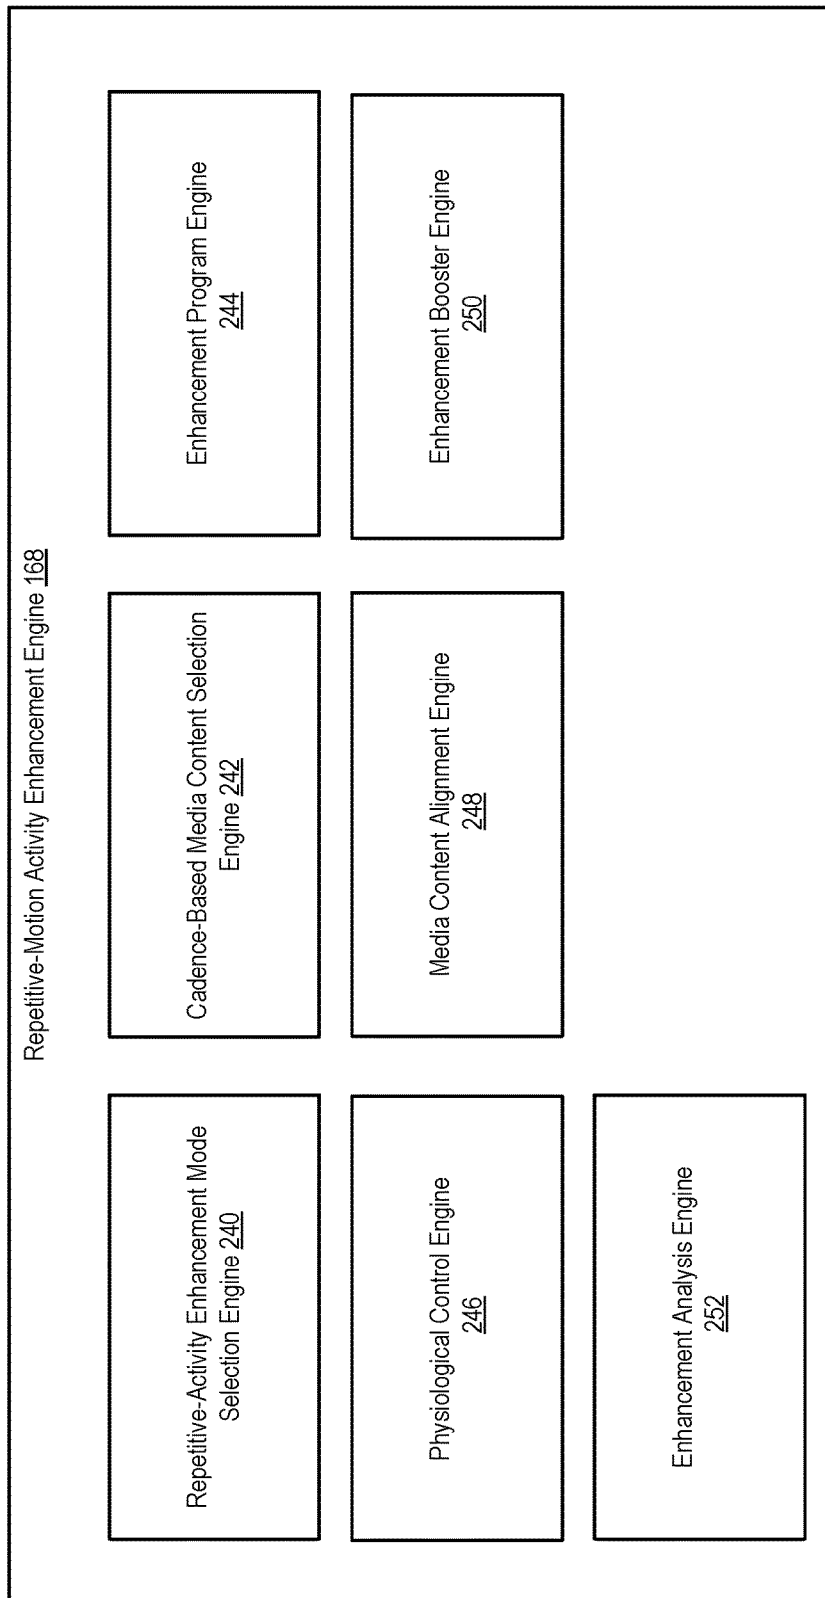 Repetitive-Motion Activity Enhancement Engine 168
Repetitive-Activity Enhancement Mode
Selection Engine 240
Cadence-Based Media Content Selection
Engine 242
Enhancement Program Engine
244
Physiological Control Engine
246
Media Content Alignment Engine
248
Enhancement Booster Engine
250
Enhancement Analysis Engine
252